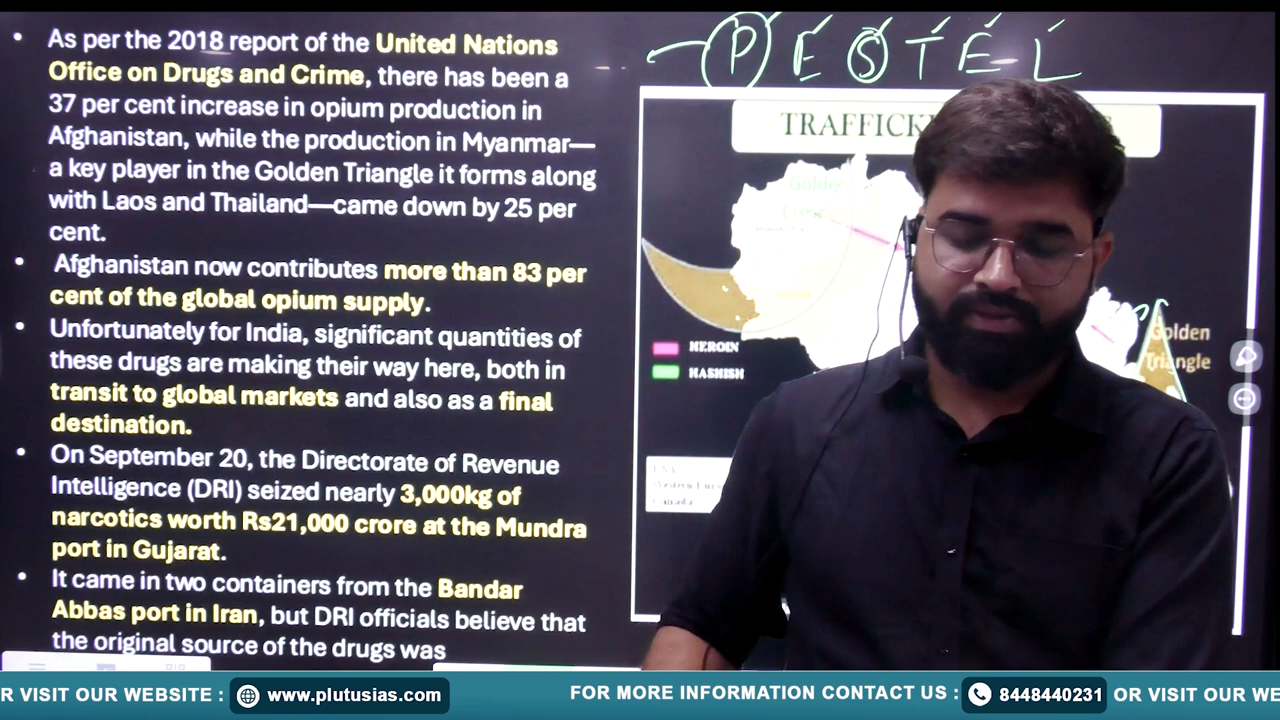 • As per the 2018 report of the United Nations
Office on Drugs and Crime, there has been a
37 per cent increase in opium production in
Afghanistan, while the production in Myanmar—
a key player in the Golden Triangle it forms along
with Laos and Thailand—came down by 25 per
cent.
• Afghanistan now contributes more than 83 per
cent of the global opium supply.
• Unfortunately for India, significant quantities of
these drugs are making their way here, both in
transit to global markets and also as a final
destination.
• On September 20, the Directorate of Revenue
Intelligence (DRI) seized nearly 3,000kg of
narcotics worth Rs21,000 crore at the Mundra
port in Gujarat.
• It came in two containers from the Bandar
Abbas port in Iran, but DRI officials believe that
the original source of the drugs was
P E S T E L
TRAFFICK
Golden
HEROIN
HASHISH
Canada
Golden
Triangle
R VISIT OUR WEBSITE : www.plutusias.com
FOR MORE INFORMATION CONTACT US : 8448440231 OR VISIT OUR WE